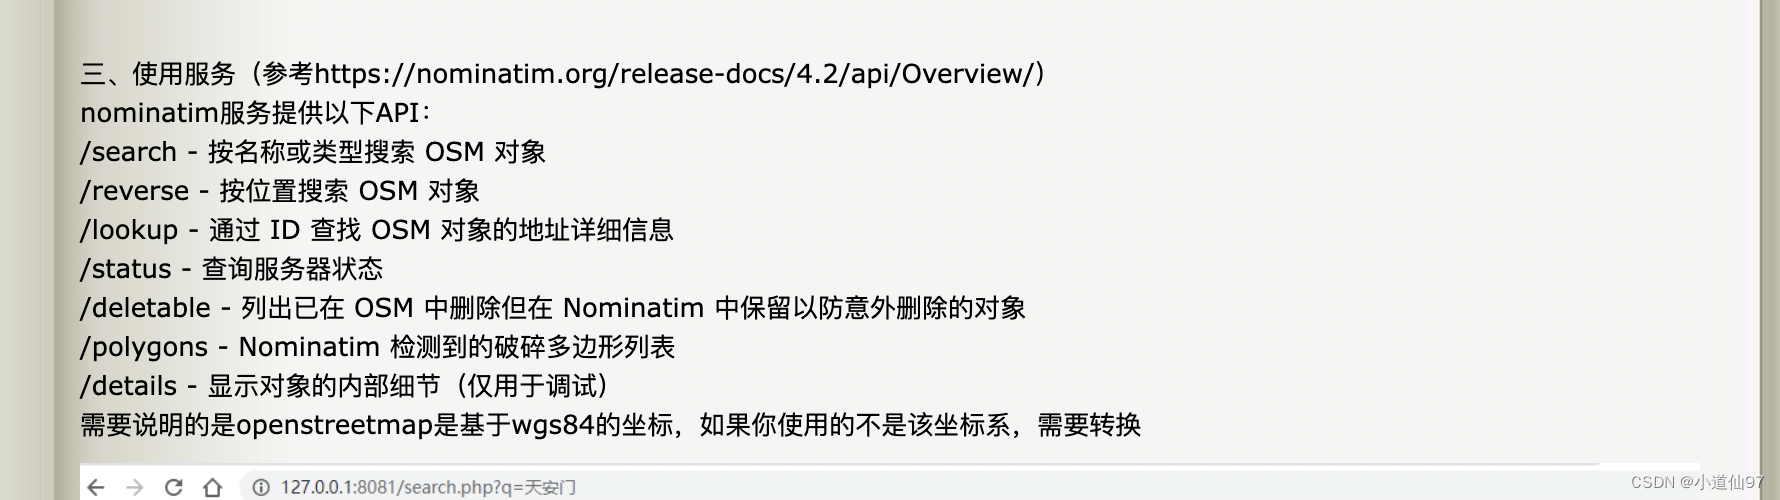 三、使用服务（参考https://nominatim.org/release-docs/4.2/api/Overview/）
nominatim服务提供以下API：
/search - 按名称或类型搜索 OSM 对象
/reverse - 按位置搜索 OSM 对象
/lookup - 通过 ID 查找 OSM 对象的地址详细信息
/status - 查询服务器状态
/deletable - 列出已在 OSM 中删除但在 Nominatim 中保留以防意外删除的对象
/polygons - Nominatim 检测到的破碎多边形列表
/details - 显示对象的内部细节（仅用于调试）
需要说明的是openstreetmap是基于wgs84的坐标，如果你使用的不是该坐标系，需要转换
127.0.0.1:8081/search.php?q=天安门
CSDN @小道仙97